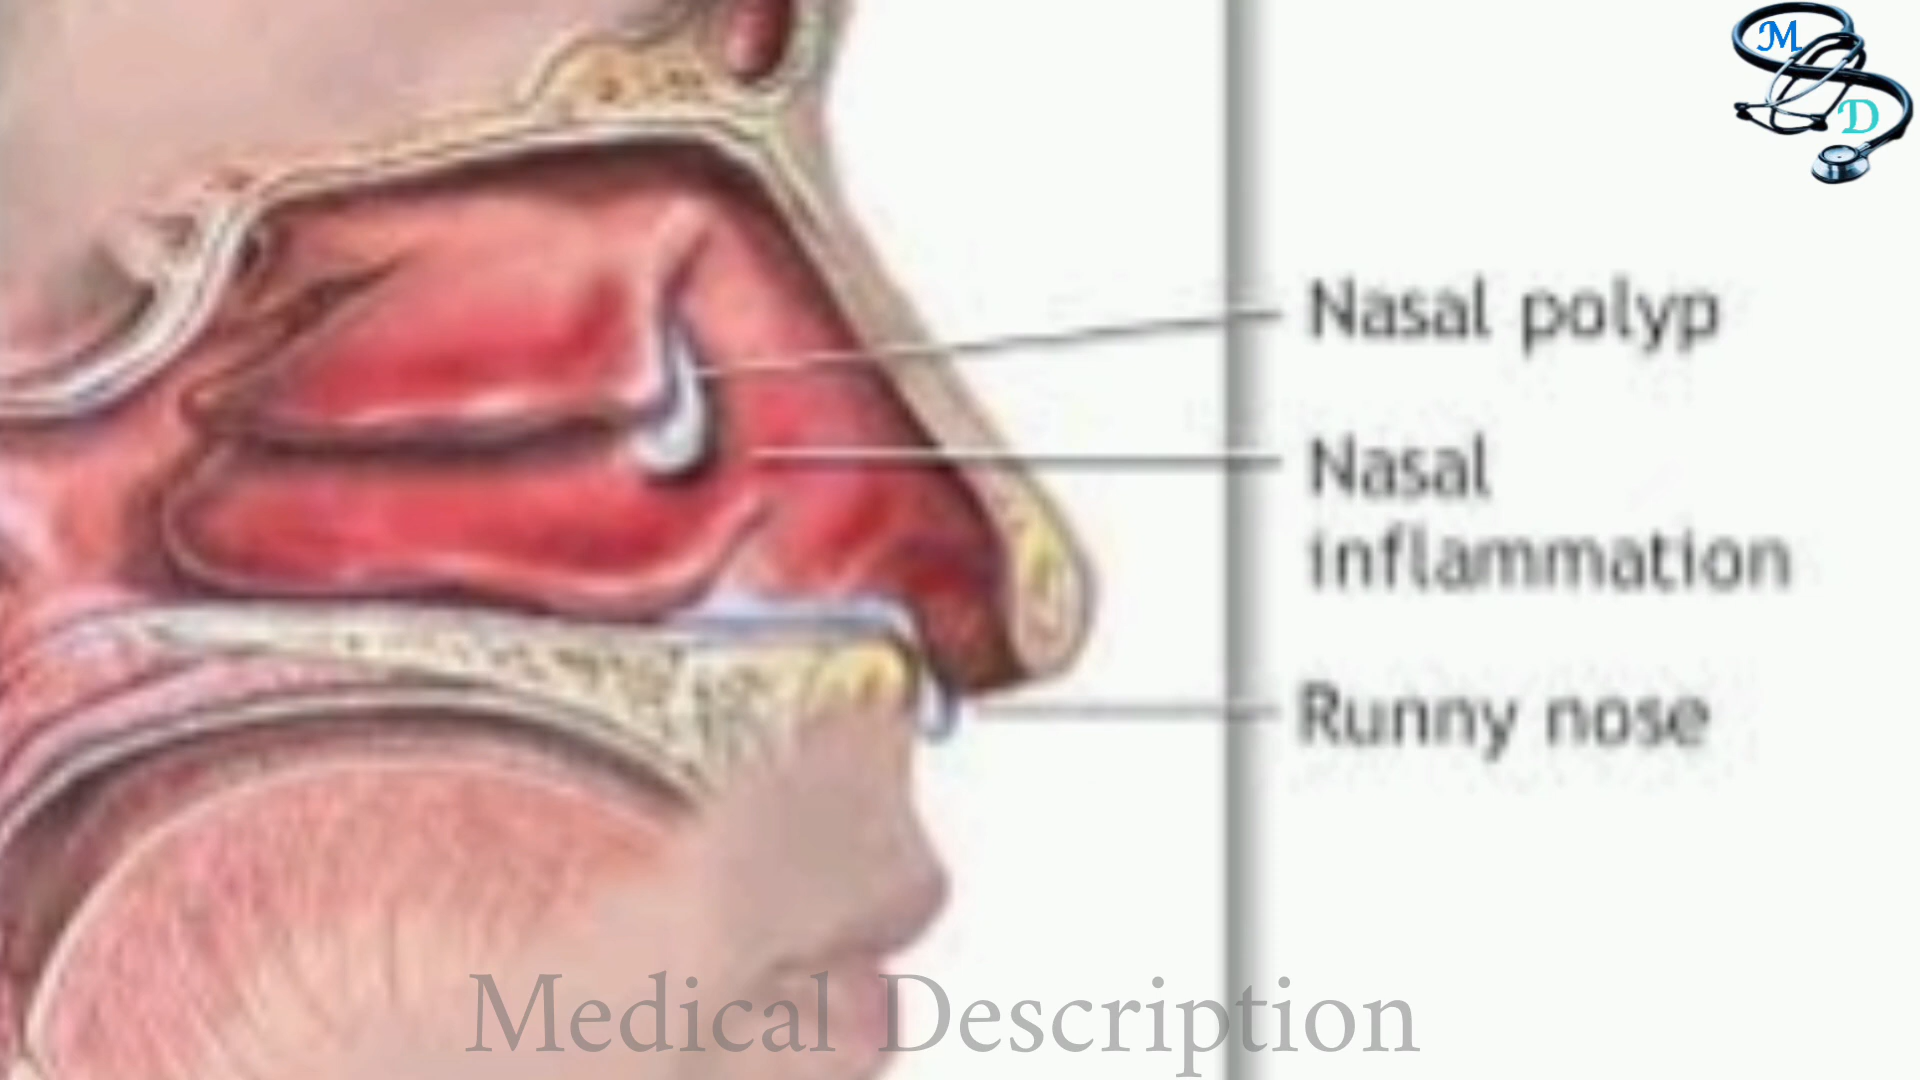 M
D
Nasal polyp
Nasal
inflammation
Runny nose
Medical Description